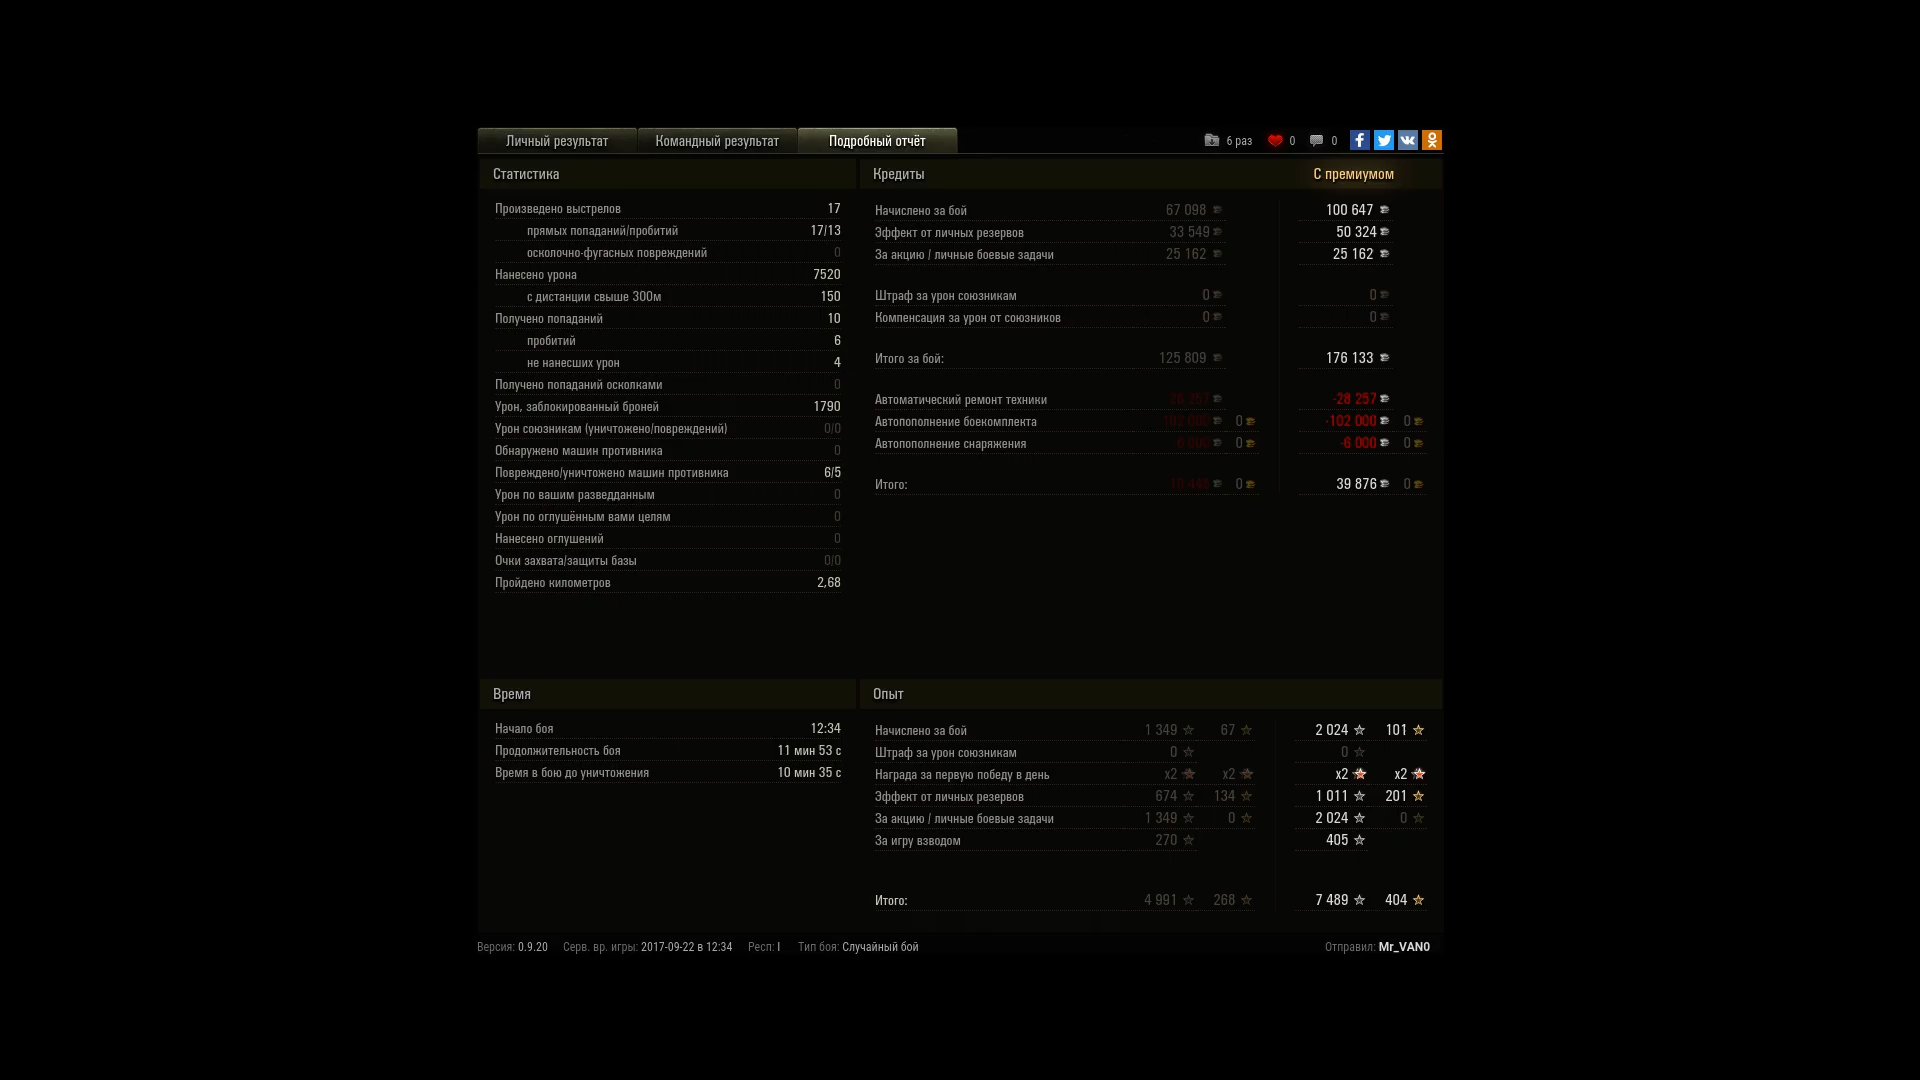 Личный результат Командный результат Подробный отчёт 6 раз 0 0
Статистика
Произведено выстрелов 17
прямых попаданий/пробитий 17/13
осколочно-фугасных повреждений 0
Нанесено урона 7520
с дистанции свыше 300м 150
Получено попаданий 10
пробитий 6
не нанесших урон 4
Получено попаданий осколками 0
Урон, заблокированный броней 1790
Урон союзникам (уничтожено/повреждений) 0/0
Обнаружено машин противника 0
Повреждено/уничтожено машин противника 6/5
Урон по вашим разведданным 0
Урон по оглушённым вами целям 0
Нанесено оглушений 0
Очки захвата/защиты базы 0/0
Пройдено километров 2,68
Кредиты С премиумом
Начислено за бой 67 098 100 647
Эффект от личных резервов 33 549 50 324
За акцию / личные боевые задачи 25 162 25 162
Штраф за урон союзникам 0 0
Компенсация за урон от союзников 0 0
Итого за бой: 125 809 176 133
Автоматический ремонт техники -28 257 -28 257
Автопополнение боекомплекта -102 000 0 -102 000 0
Автопополнение снаряжения -6 000 0 -6 000 0
Итого: -10 448 0 39 876 0
Время
Начало боя 12:34
Продолжительность боя 11 мин 53 с
Время в бою до уничтожения 10 мин 35 с
Опыт
Начислено за бой 1 349 67 2 024 101
Штраф за урон союзникам 0 0
Награда за первую победу в день x2 x2 x2 x2
Эффект от личных резервов 674 134 1 011 201
За акцию / личные боевые задачи 1 349 0 2 024 0
За игру взводом 270 405
Итого: 4 991 268 7 489 404
Версия: 0.9.20 Серв. вр. игры: 2017-09-22 в 12:34 Респ: I Тип боя: Случайный бой Отправил: Mr_VAN0